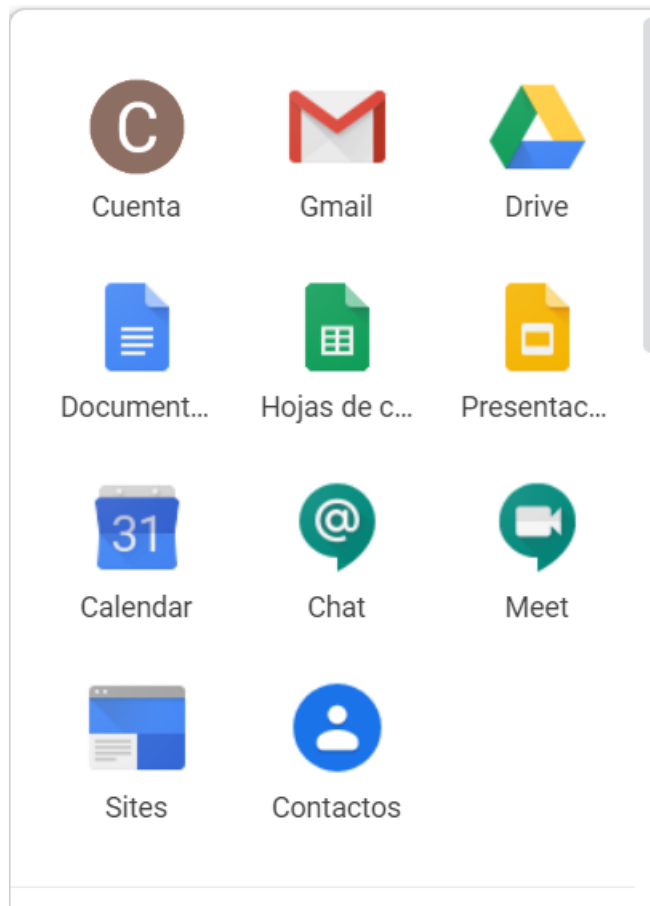 C
Cuenta Gmail Drive
Document... Hojas de c... Presentac...
31 @
Calendar Chat Meet
Sites Contactos